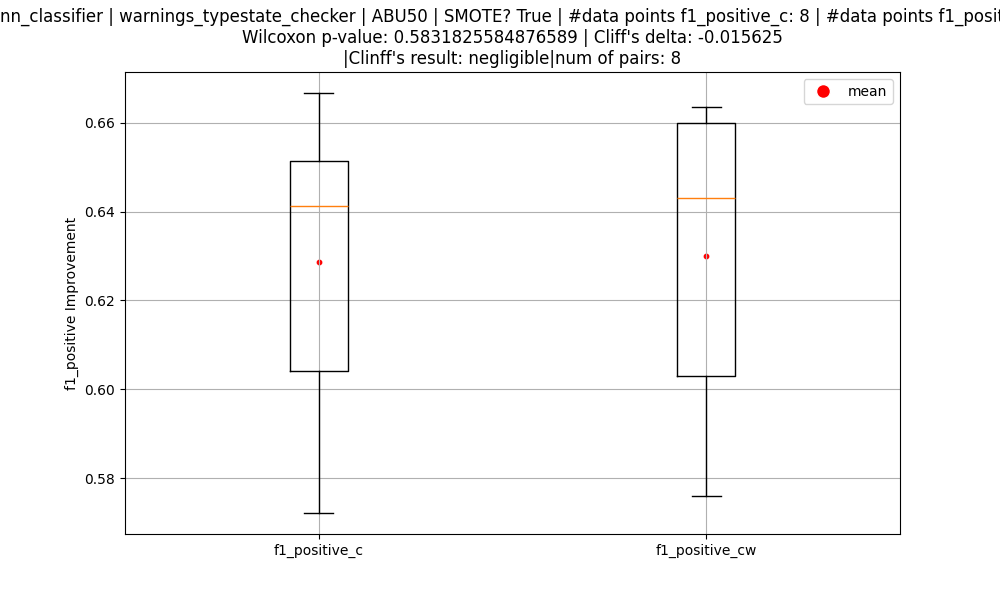 nn_classifier | warnings_typestate_checker | ABU50 | SMOTE? True | #data points f1_positive_c: 8 | #data points f1_posit
Wilcoxon p-value: 0.5831825584876589 | Cliff's delta: -0.015625
|Clinff's result: negligible|num of pairs: 8
mean
f1_positive Improvement
0.66
0.64
0.62
0.60
0.58
f1_positive_c
f1_positive_cw